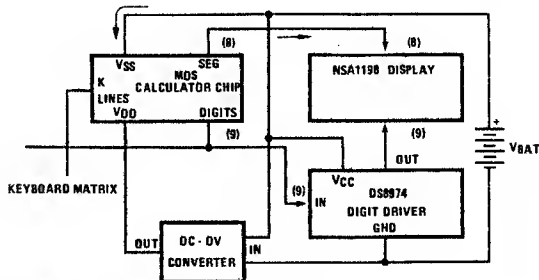 (8)
(8)
VSS
SEG
MOS
CALCULATOR CHIP
K
LINES
VDD
DIGITS
(9)
NSA1198 DISPLAY
(9)
OUT
+
VBAT
KEYBOARD MATRIX
(9)
VCC
IN
DS8974
DIGIT DRIVER
GND
OUT
DC - DV
CONVERTER
IN